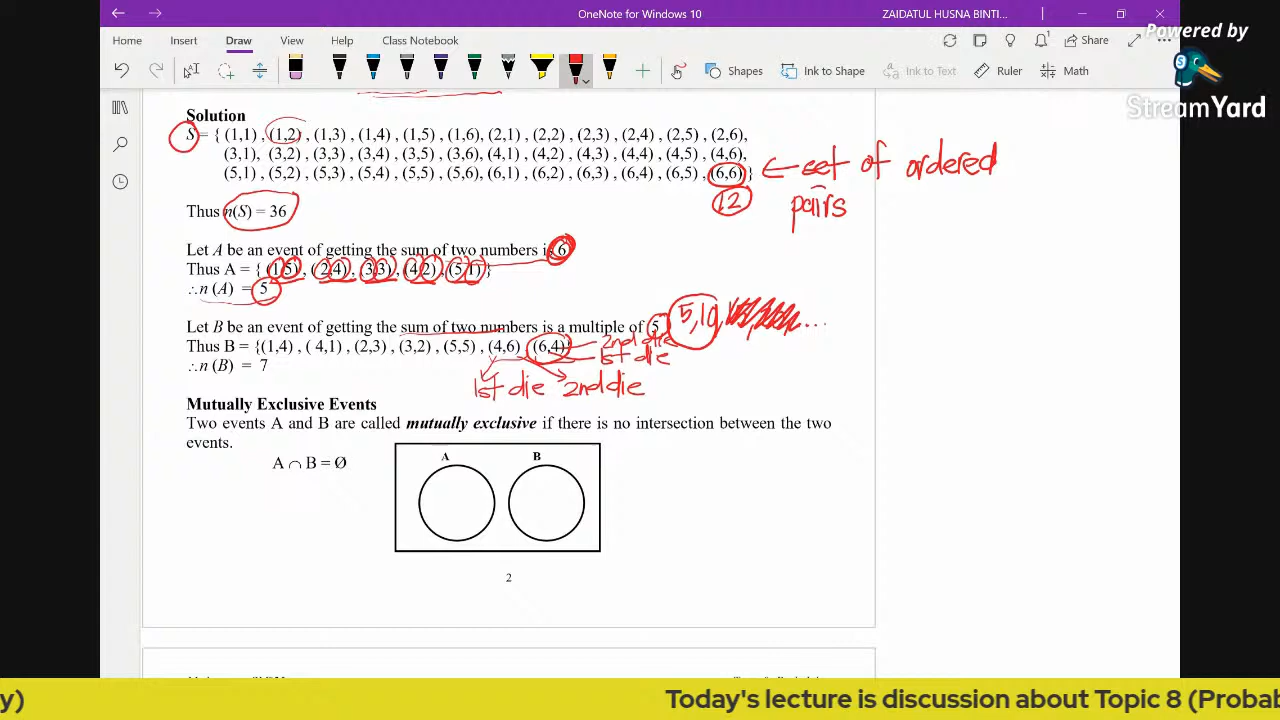 OneNote for Windows 10
ZAIDATUL HUSNA BINTI...
Powered by
StreamYard
Home Insert Draw View Help Class Notebook
Share
Shapes Ink to Shape Ink to Text Ruler Math
Solution
S = { (1,1) , (1,2) , (1,3) , (1,4) , (1,5) , (1,6) , (2,1) , (2,2) , (2,3) , (2,4) , (2,5) , (2,6),
(3,1), (3,2) , (3,3) , (3,4) , (3,5) , (3,6), (4,1) , (4,2) , (4,3) , (4,4) , (4,5) , (4,6),
(5,1) , (5,2) , (5,3) , (5,4) , (5,5) , (5,6) , (6,1) , (6,2) , (6,3) , (6,4) , (6,5) , (6,6) }
← set of ordered
pairs
12
Thus n(S) = 36
Let A be an event of getting the sum of two numbers is 6
Thus A = { (1,5) , (2,4) , (3,3) , (4,2) , (5,1) }
∴ n (A) = 5
5,10, ...
Let B be an event of getting the sum of two numbers is a multiple of 5
Thus B = {(1,4) , ( 4,1) , (2,3) , (3,2) , (5,5) , (4,6) , (6,4)}
2nd die
1st die
∴ n (B) = 7
1st die 2nd die
Mutually Exclusive Events
Two events A and B are called mutually exclusive if there is no intersection between the two
events.
A ∩ B = Ø
A B
2
y)
Today's lecture is discussion about Topic 8 (Probab